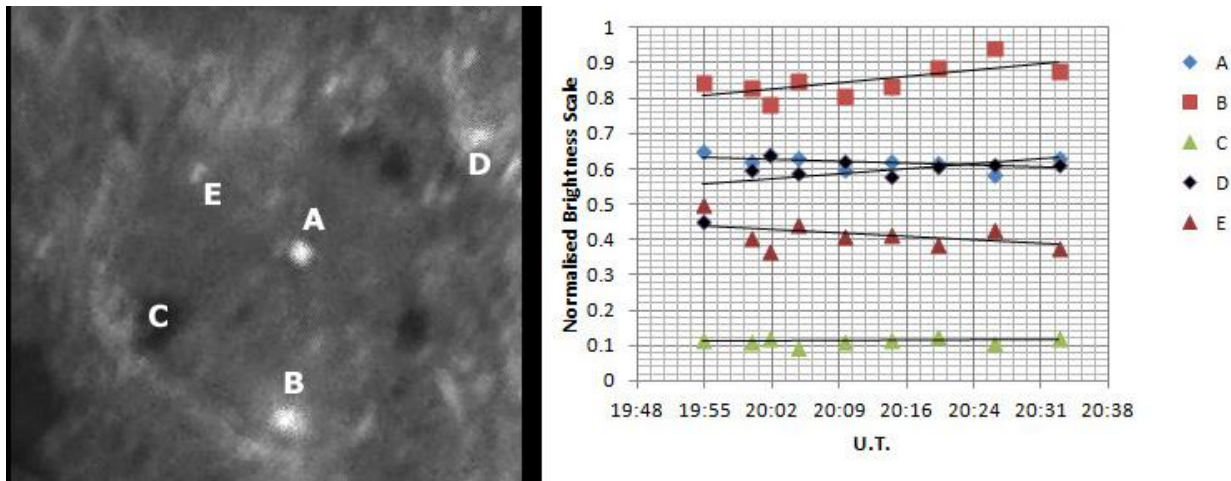 D
E
A
C
B
Normalised Brightness Scale
1
0.9
0.8
0.7
0.6
0.5
0.4
0.3
0.2
0.1
0
19:48 19:55 20:02 20:09 20:16 20:24 20:31 20:38
U.T.
A
B
C
D
E